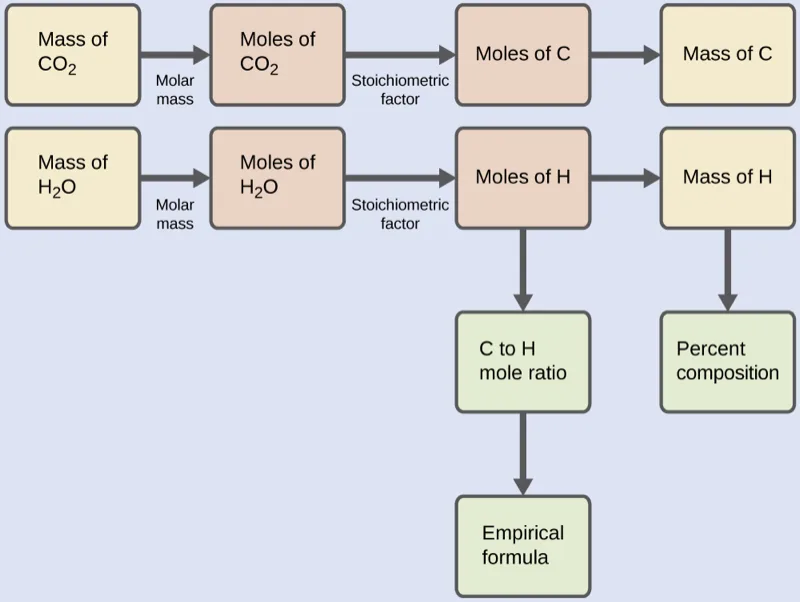 Mass of
CO₂
Molar
mass
Moles of
CO₂
Stoichiometric
factor
Moles of C
Mass of C
Mass of
H₂O
Molar
mass
Moles of
H₂O
Stoichiometric
factor
Moles of H
Mass of H
C to H
mole ratio
Percent
composition
Empirical
formula